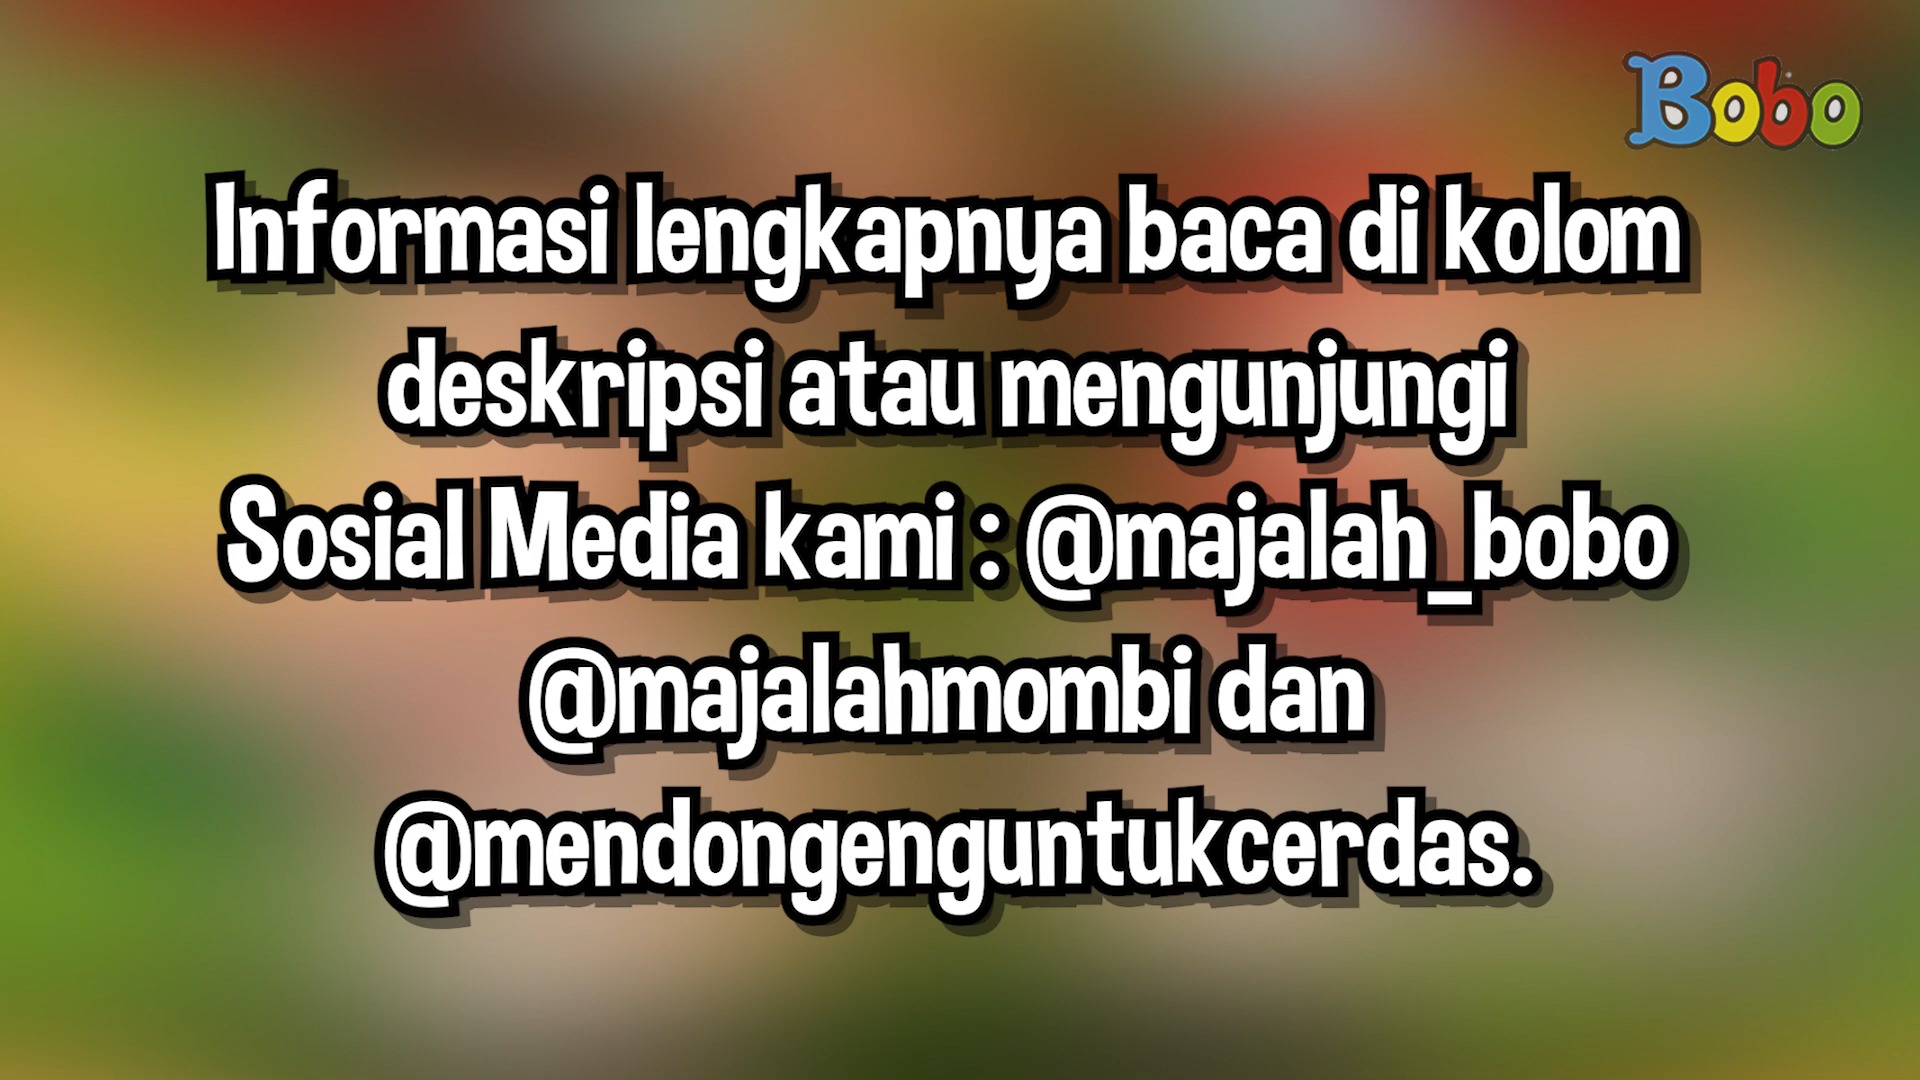 Bobo
Informasi lengkapnya baca di kolom
deskripsi atau mengunjungi
Sosial Media kami : @majalah_bobo
@majalahmombi dan
@mendongenguntukcerdas.